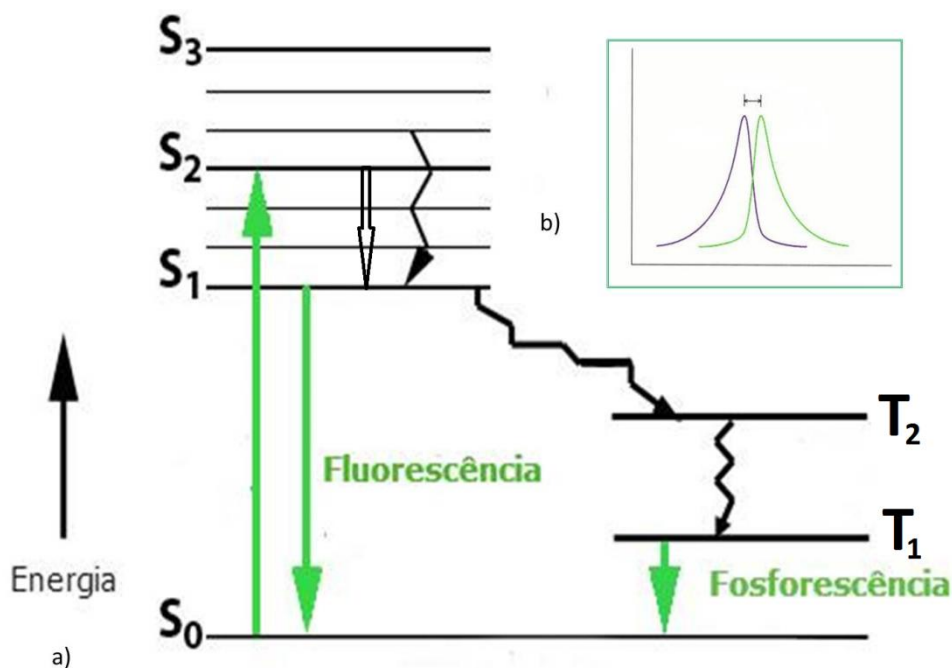 S3
S2
b)
S1
T2
Fluorescência
T1
Energia
Fosforescência
S0
a)